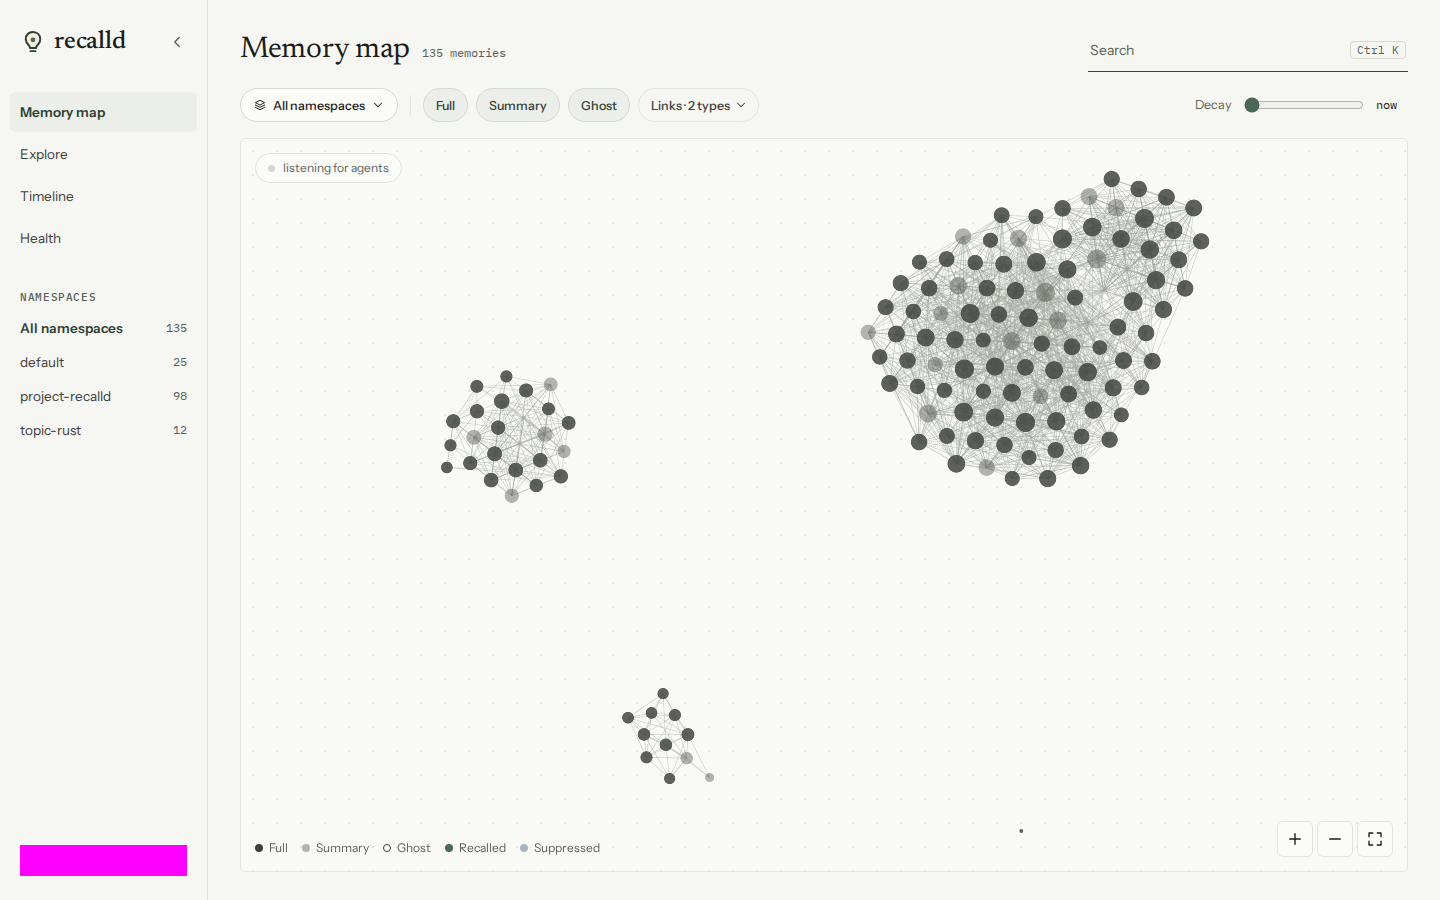 recalld
Memory map
Explore
Timeline
Health
NAMESPACES
All namespaces 135
default 25
project-recalld 98
topic-rust 12
Memory map 135 memories
Search Ctrl K
All namespaces Full Summary Ghost Links·2 types Decay now
listening for agents
Full Summary Ghost Recalled Suppressed